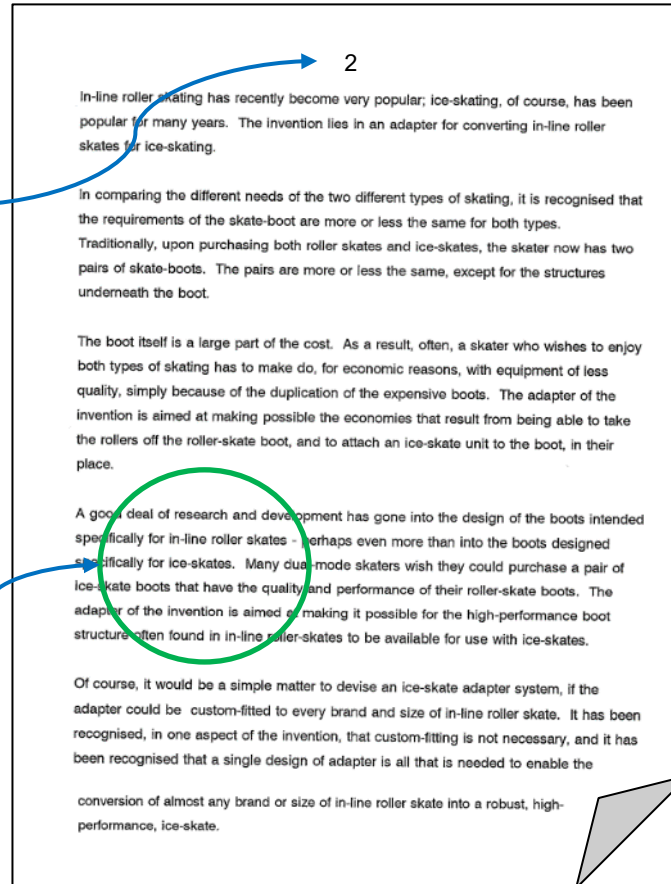 2
In-line roller skating has recently become very popular; ice-skating, of course, has been
popular for many years. The invention lies in an adapter for converting in-line roller
skates for ice-skating.
In comparing the different needs of the two different types of skating, it is recognised that
the requirements of the skate-boot are more or less the same for both types.
Traditionally, upon purchasing both roller skates and ice-skates, the skater now has two
pairs of skate-boots. The pairs are more or less the same, except for the structures
underneath the boot.
The boot itself is a large part of the cost. As a result, often, a skater who wishes to enjoy
both types of skating has to make do, for economic reasons, with equipment of less
quality, simply because of the duplication of the expensive boots. The adapter of the
invention is aimed at making possible the economies that result from being able to take
the rollers off the roller-skate boot, and to attach an ice-skate unit to the boot, in their
place.
A good deal of research and development has gone into the design of the boots intended
specifically for in-line roller skates - perhaps even more than into the boots designed
specifically for ice-skates. Many dual-mode skaters wish they could purchase a pair of
ice-skate boots that have the quality and performance of their roller-skate boots. The
adapter of the invention is aimed at making it possible for the high-performance boot
structure often found in in-line roller-skates to be available for use with ice-skates.
Of course, it would be a simple matter to devise an ice-skate adapter system, if the
adapter could be custom-fitted to every brand and size of in-line roller skate. It has been
recognised, in one aspect of the invention, that custom-fitting is not necessary, and it has
been recognised that a single design of adapter is all that is needed to enable the
conversion of almost any brand or size of in-line roller skate into a robust, high-
performance, ice-skate.